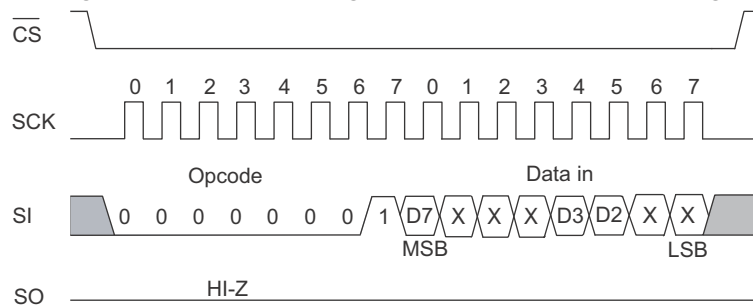 CS
0 1 2 3 4 5 6 7 0 1 2 3 4 5 6 7
SCK
Opcode Data in
SI 0 0 0 0 0 0 0 1 D7 X X X D3 D2 X X
MSB LSB
HI-Z
SO